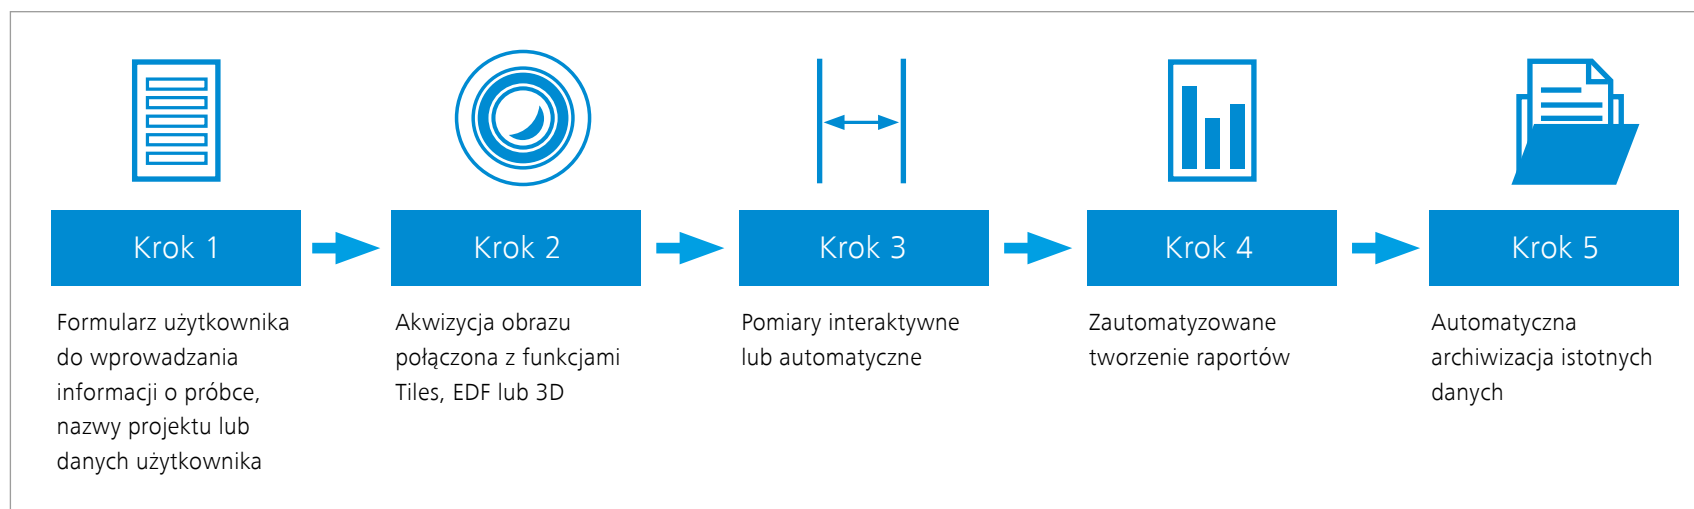 Krok 1
Formularz użytkownika
do wprowadzania
informacji o próbce,
nazwy projektu lub
danych użytkownika
Krok 2
Akwizycja obrazu
połączona z funkcjami
Tiles, EDF lub 3D
Krok 3
Pomiary interaktywne
lub automatyczne
Krok 4
Zautomatyzowane
tworzenie raportów
Krok 5
Automatyczna
archiwizacja istotnych
danych